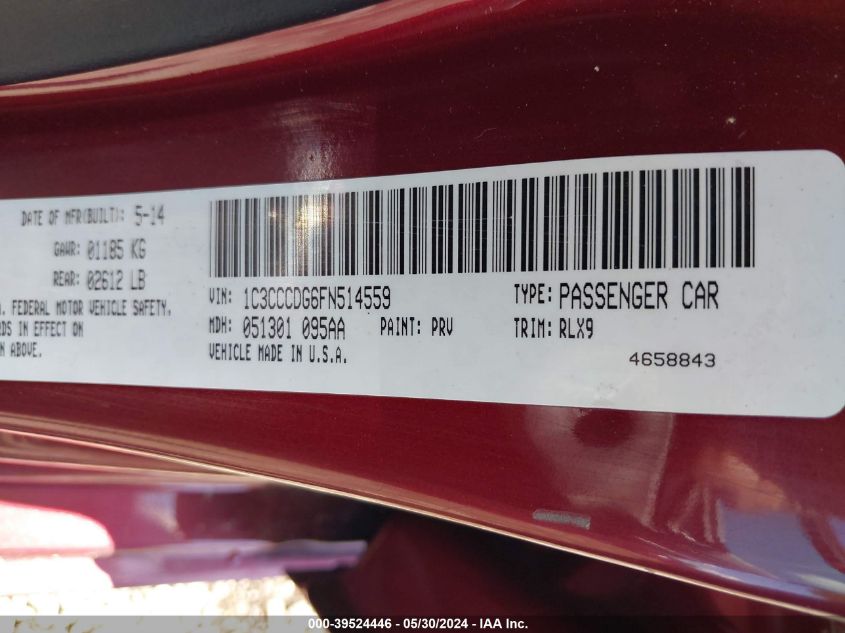 DATE OF MFR(BUILT): 5-14
GAWR: 01185 KG
REAR: 02612 LB
FEDERAL MOTOR VEHICLE SAFETY,
IN EFFECT ON
ABOVE.
VIN: 1C3CCCDG6FN514559
TYPE: PASSENGER CAR
MDH: 051301 095AA PAINT: PRV TRIM: RLX9
VEHICLE MADE IN U.S.A.
4658843
000-39524446 - 05/30/2024 - IAA Inc.